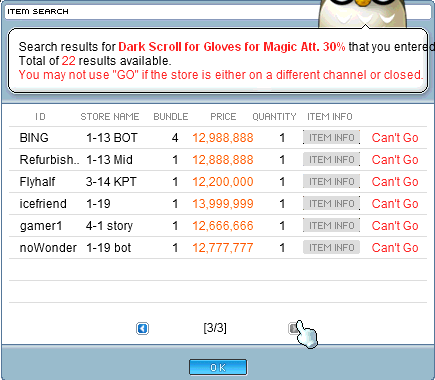 ITEM SEARCH
Search results for Dark Scroll for Gloves for Magic Att. 30% that you entered
Total of 22 results available.
You may not use "GO" if the store is either on a different channel or closed.
ID STORE NAME BUNDLE PRICE QUANTITY ITEM INFO
BING 1-13 BOT 4 12,988,888 1 ITEM INFO Can't Go
Refurbish.. 1-13 Mid 1 12,888,888 1 ITEM INFO Can't Go
Flyhalf 3-14 KPT 1 12,200,000 1 ITEM INFO Can't Go
icefriend 1-19 1 13,999,999 1 ITEM INFO Can't Go
gamer1 4-1 story 1 12,666,666 1 ITEM INFO Can't Go
noWonder 1-19 bot 1 12,777,777 1 ITEM INFO Can't Go
[3/3]
OK